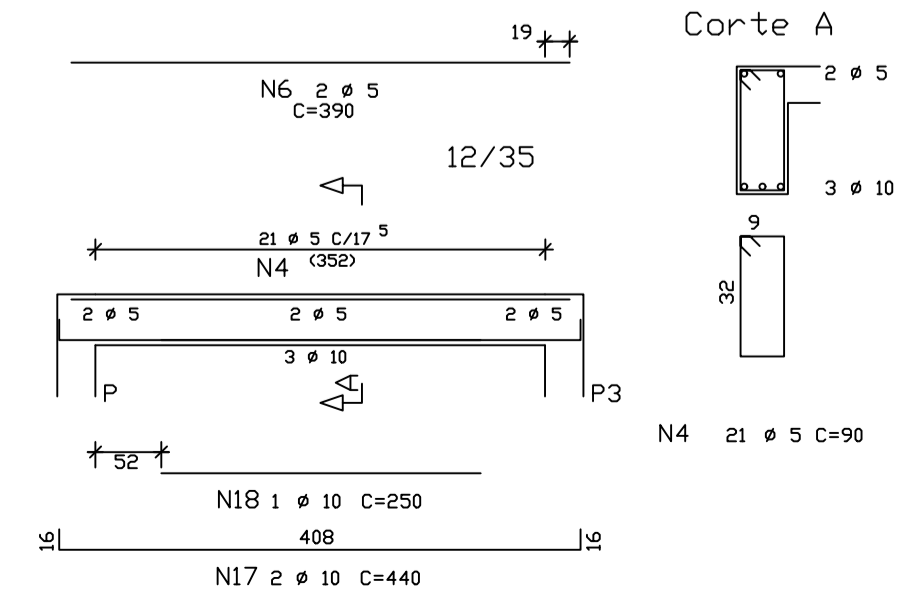 Corte A
19
N6 2 ø 5
C=390
2 ø 5
12/35
3 ø 10
21 ø 5 C/17 5
N4 (352)
9
32
2 ø 5 2 ø 5 2 ø 5
3 ø 10
A
P P3
N4 21 ø 5 C=90
52
N18 1 ø 10 C=250
16 408 16
N17 2 ø 10 C=440